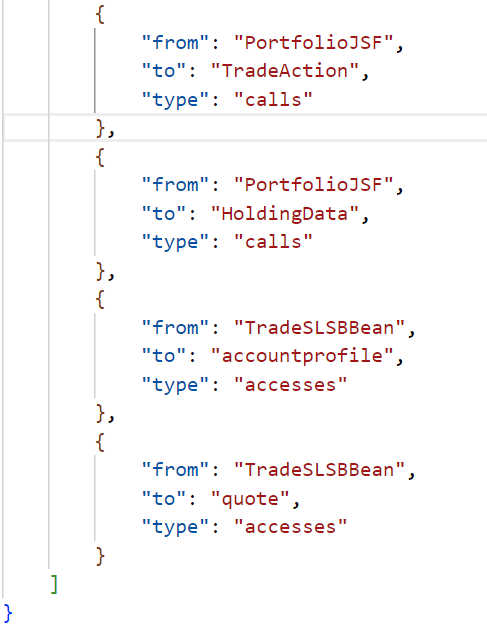 {
"from": "PortfolioJSF",
"to": "TradeAction",
"type": "calls"
},
{
"from": "PortfolioJSF",
"to": "HoldingData",
"type": "calls"
},
{
"from": "TradeSLSBBean",
"to": "accountprofile",
"type": "accesses"
},
{
"from": "TradeSLSBBean",
"to": "quote",
"type": "accesses"
}
]
}